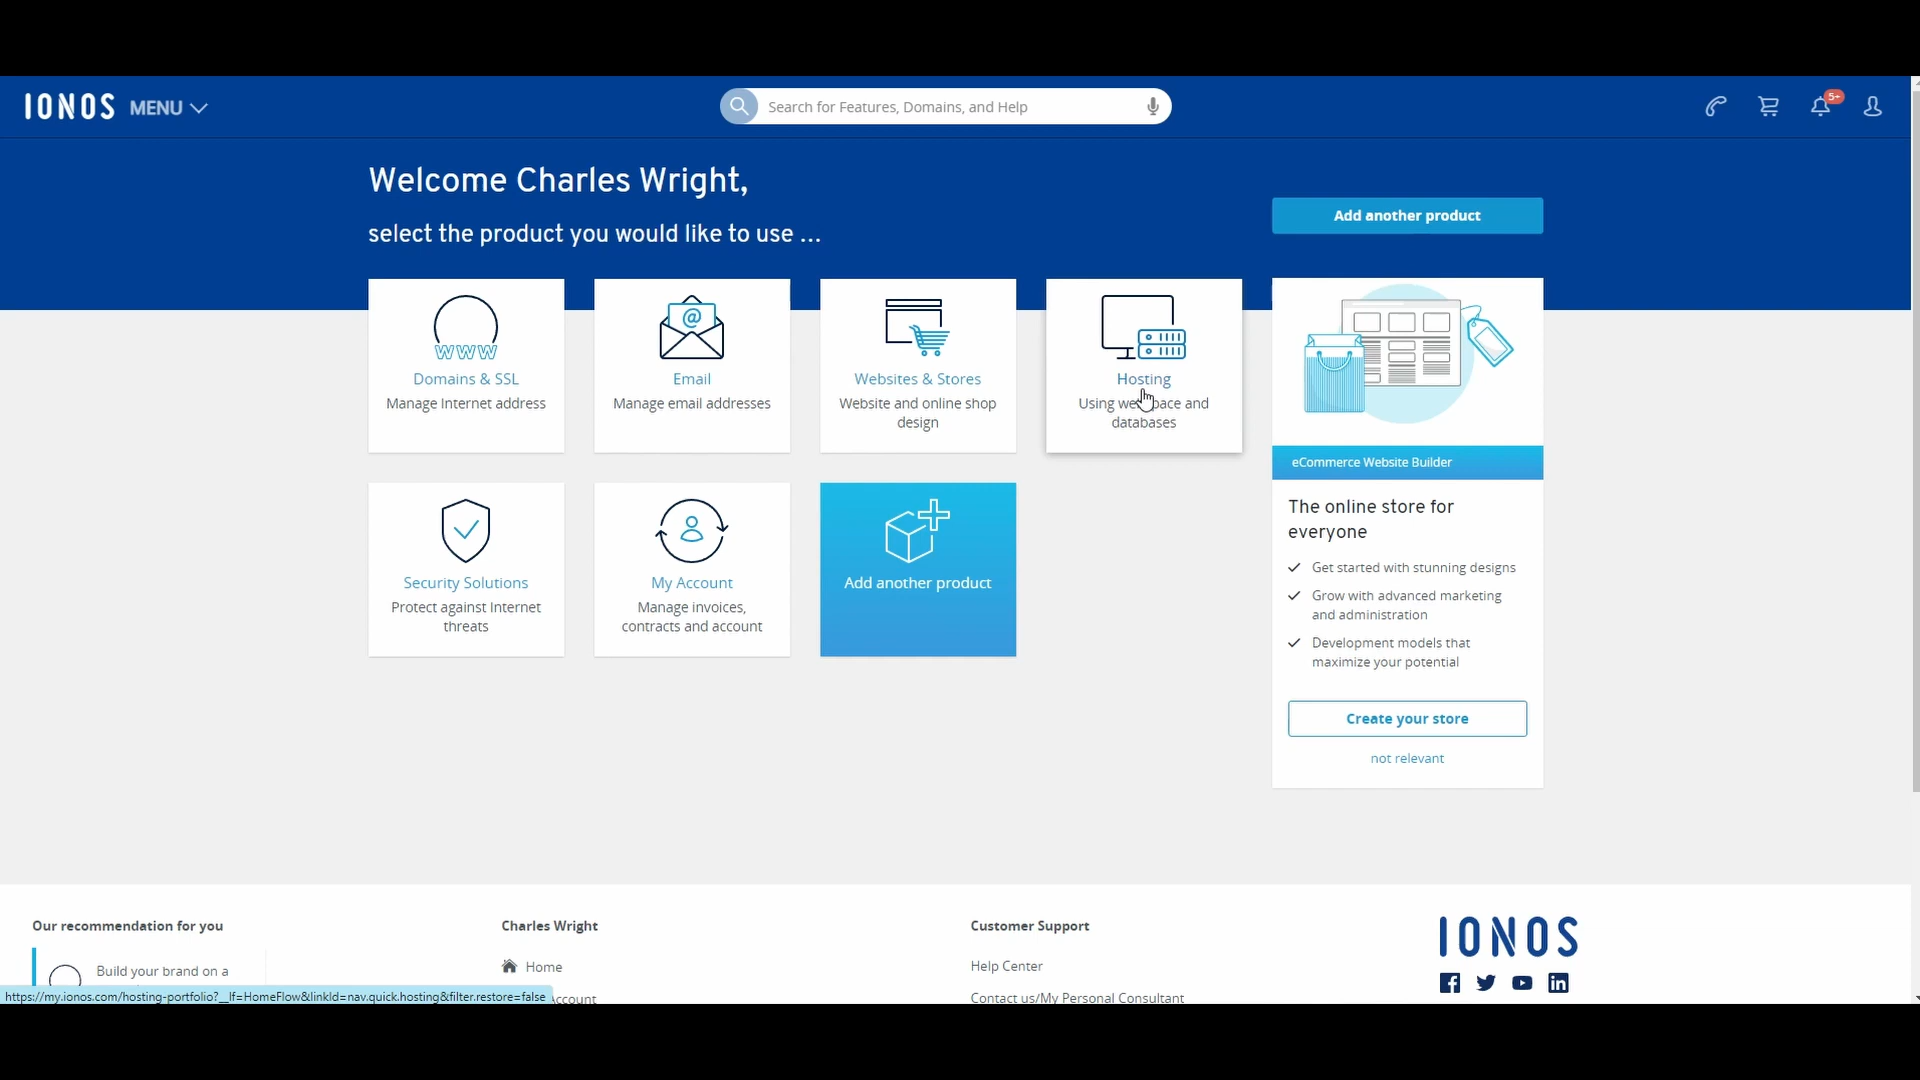 IONOS MENU
Search for Features, Domains, and Help
5+
Welcome Charles Wright,
select the product you would like to use ...
Add another product
www
Domains & SSL
Manage Internet address
@
Email
Manage email addresses
Websites & Stores
Website and online shop
design
Hosting
Using we pace and
databases
Security Solutions
Protect against Internet
threats
My Account
Manage invoices,
contracts and account
Add another product
eCommerce Website Builder
The online store for
everyone
Get started with stunning designs
Grow with advanced marketing
and administration
Development models that
maximize your potential
Create your store
not relevant
Our recommendation for you
Build your brand on a
Charles Wright
Home
ccount
Customer Support
Help Center
Contact us/My Personal Consultant
IONOS
https://my.ionos.com/hosting-portfolio?__lf=HomeFlow&linkId=nav.quick.hosting&filter.restore=false